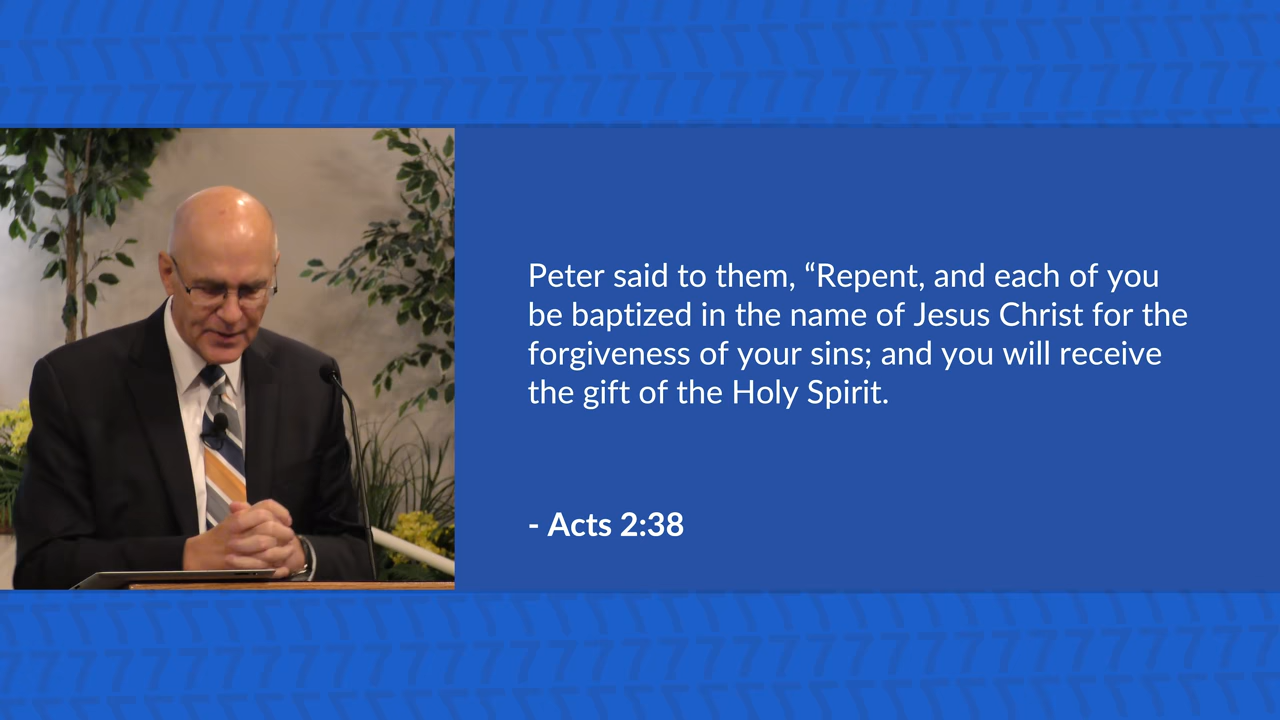 Peter said to them, “Repent, and each of you
be baptized in the name of Jesus Christ for the
forgiveness of your sins; and you will receive
the gift of the Holy Spirit.
- Acts 2:38